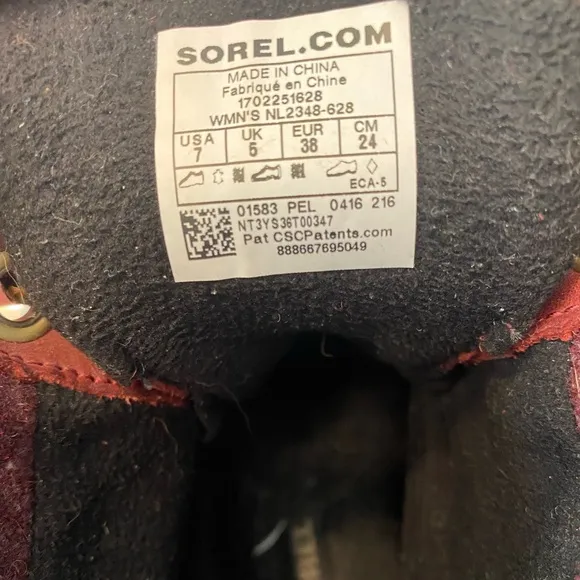 SOREL.COM
MADE IN CHINA
Fabriqué en Chine
1702251628
WMN'S NL2348-628
USA UK EUR CM
7 5 38 24
ECA-5
01583 PEL 0416 216
NT3YS36T00347
Pat CSCPatents.com
888667695049